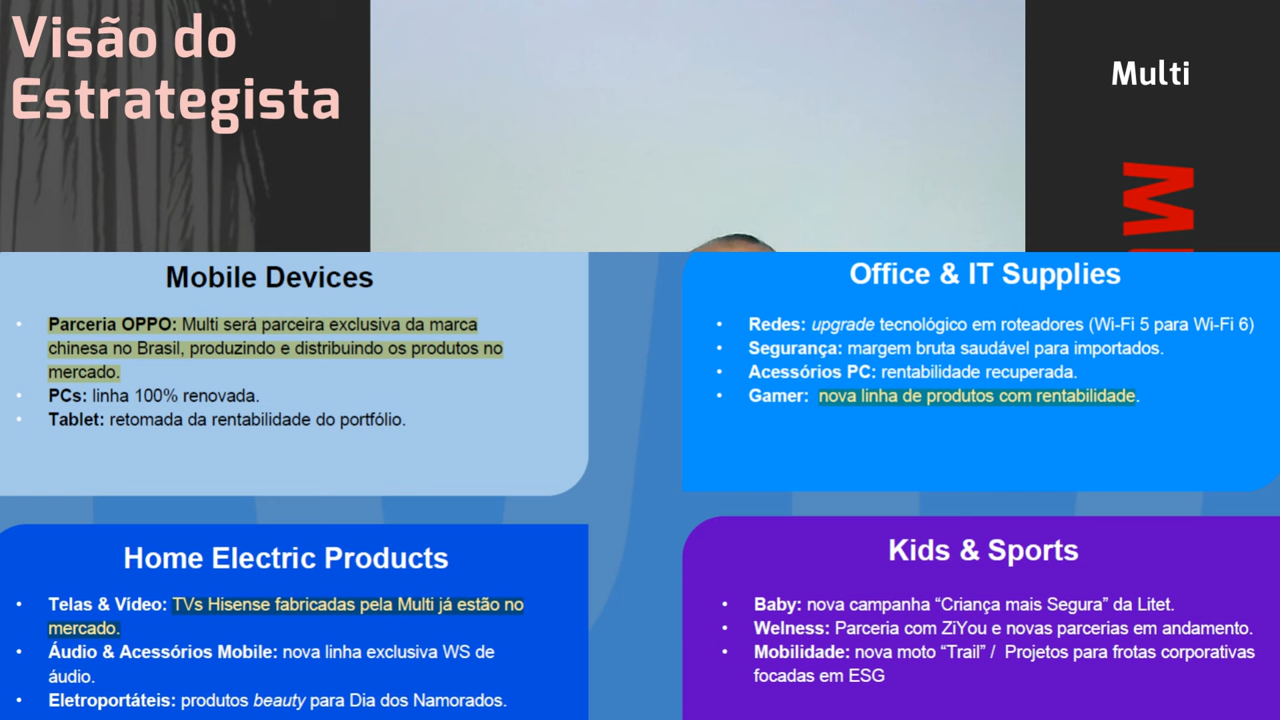 Visão do
Estrategista
Multi
M
Mobile Devices
Parceria OPPO: Multi será parceira exclusiva da marca
chinesa no Brasil, produzindo e distribuindo os produtos no
mercado.
PCs: linha 100% renovada.
Tablet: retomada da rentabilidade do portfólio.
Office & IT Supplies
Redes: upgrade tecnológico em roteadores (Wi-Fi 5 para Wi-Fi 6)
Segurança: margem bruta saudável para importados.
Acessórios PC: rentabilidade recuperada.
Gamer: nova linha de produtos com rentabilidade.
Home Electric Products
Telas & Vídeo: TVs Hisense fabricadas pela Multi já estão no
mercado.
Áudio & Acessórios Mobile: nova linha exclusiva WS de
áudio.
Eletroportáteis: produtos beauty para Dia dos Namorados.
Kids & Sports
Baby: nova campanha “Criança mais Segura” da Litet.
Welness: Parceria com ZiYou e novas parcerias em andamento.
Mobilidade: nova moto “Trail” / Projetos para frotas corporativas
focadas em ESG